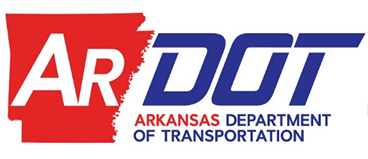 ARDOT
ARKANSAS DEPARTMENT
OF TRANSPORTATION